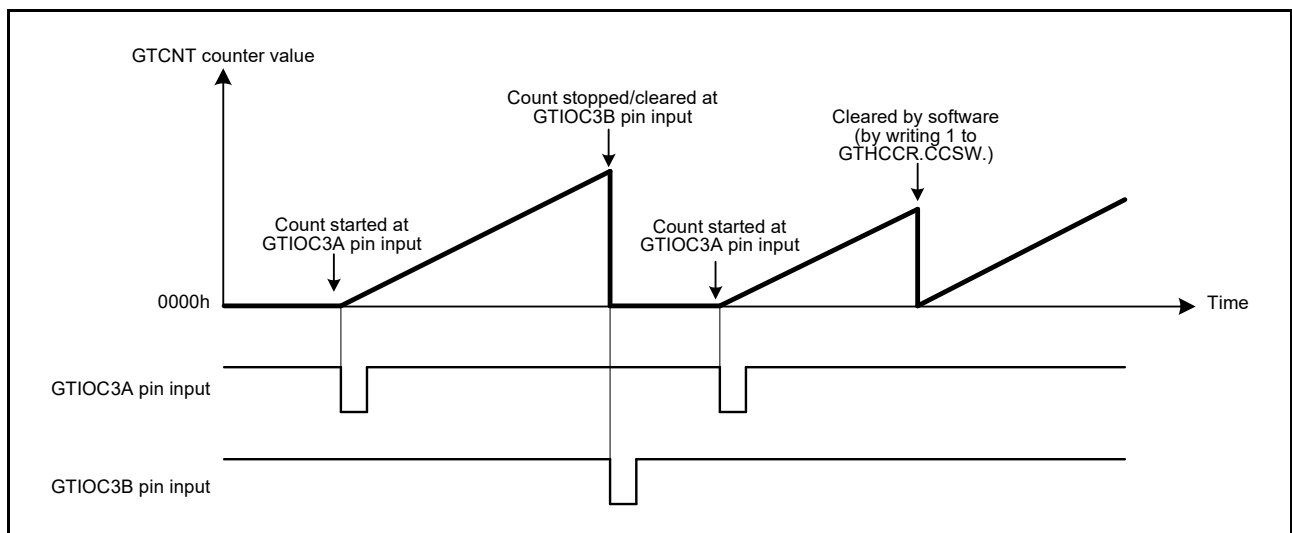 GTCNT counter value
Count stopped/cleared at
GTIOC3B pin input
Cleared by software
(by writing 1 to
GTHCCR.CCSW.)
Count started at
GTIOC3A pin input
Count started at
GTIOC3A pin input
0000h
Time
GTIOC3A pin input
GTIOC3B pin input